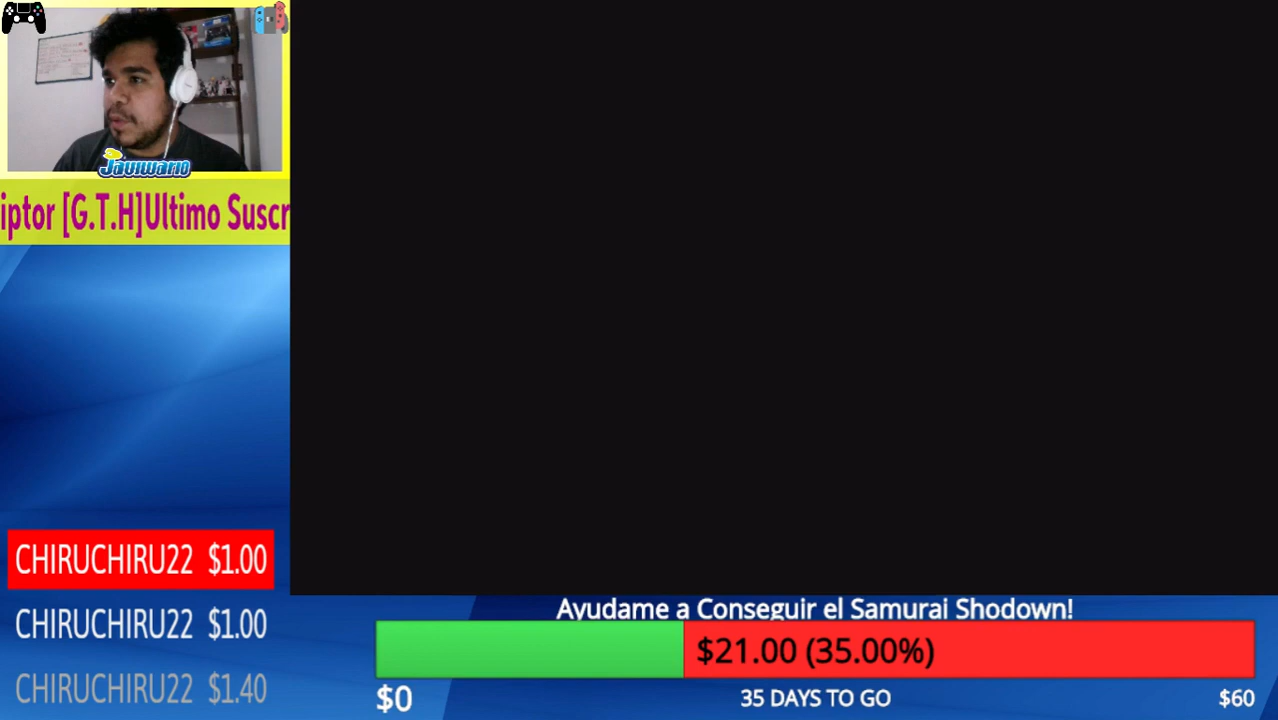 Javiwario
iptor [G.T.H]Ultimo Suscr
CHIRUCHIRU22 $1.00
CHIRUCHIRU22 $1.00
CHIRUCHIRU22 $1.40
Ayudame a Conseguir el Samurai Shodown!
$21.00 (35.00%)
$0
35 DAYS TO GO
$60